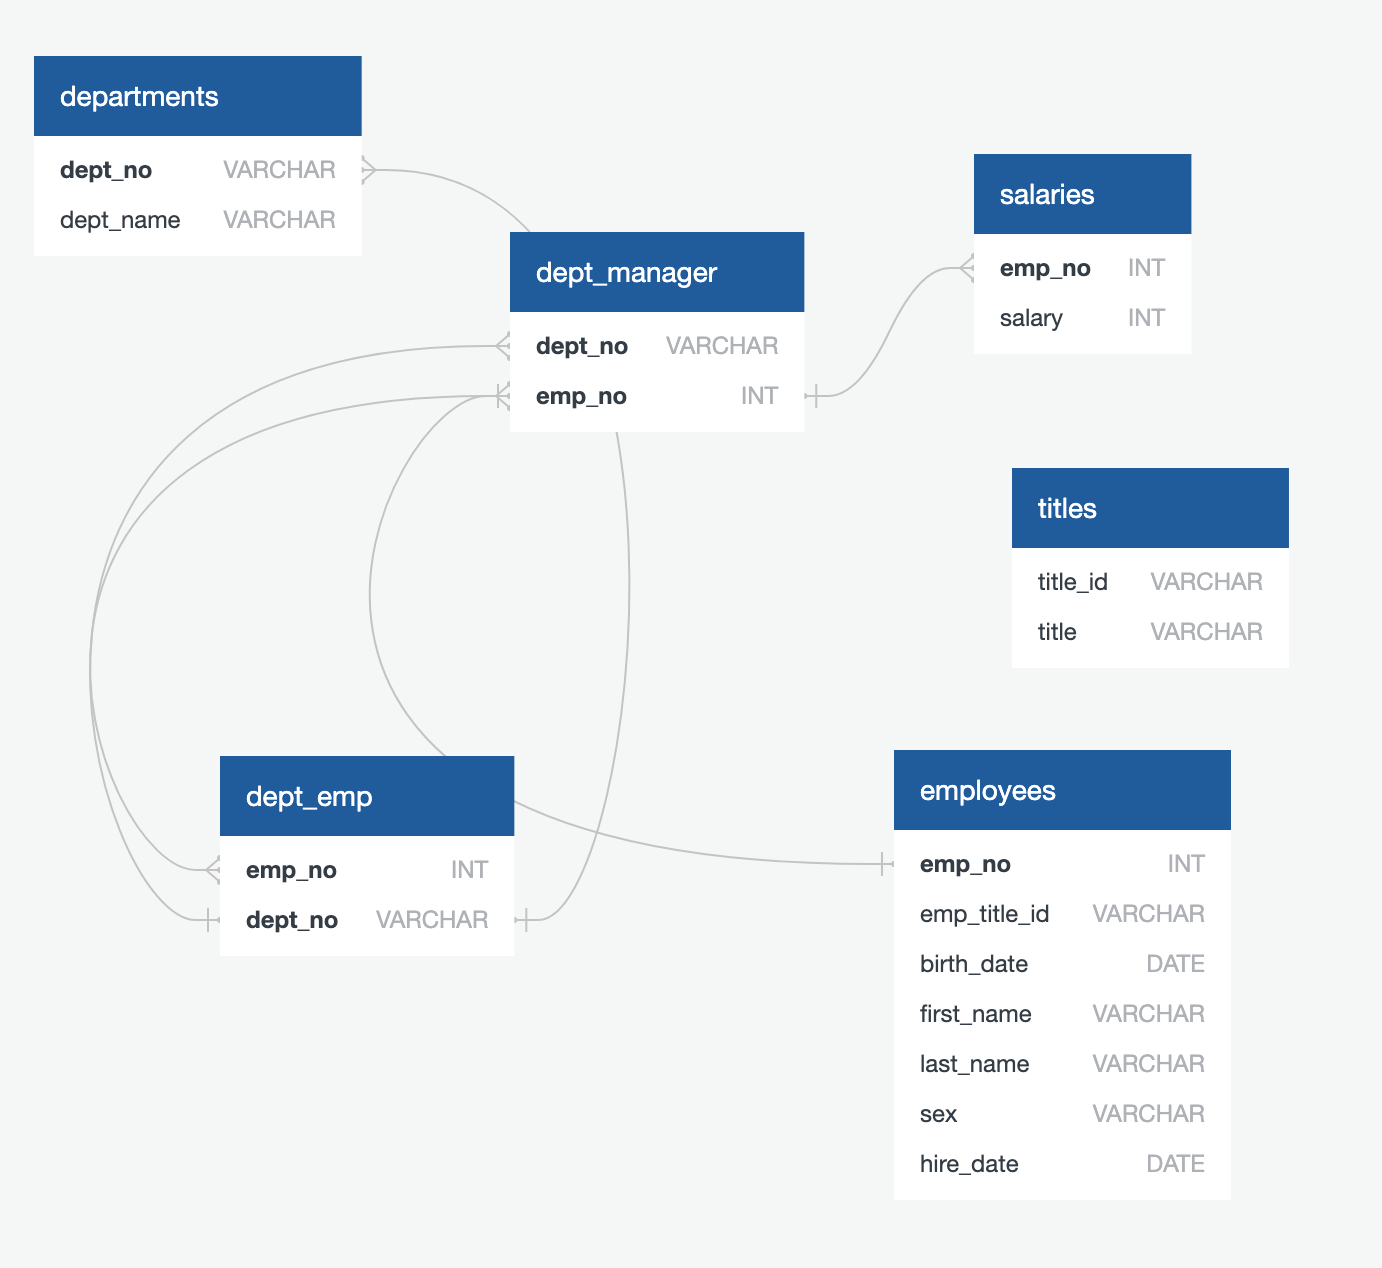 departments
dept_no VARCHAR
dept_name VARCHAR
dept_manager
dept_no VARCHAR
emp_no INT
salaries
emp_no INT
salary INT
titles
title_id VARCHAR
title VARCHAR
dept_emp
emp_no INT
dept_no VARCHAR
employees
emp_no INT
emp_title_id VARCHAR
birth_date DATE
first_name VARCHAR
last_name VARCHAR
sex VARCHAR
hire_date DATE